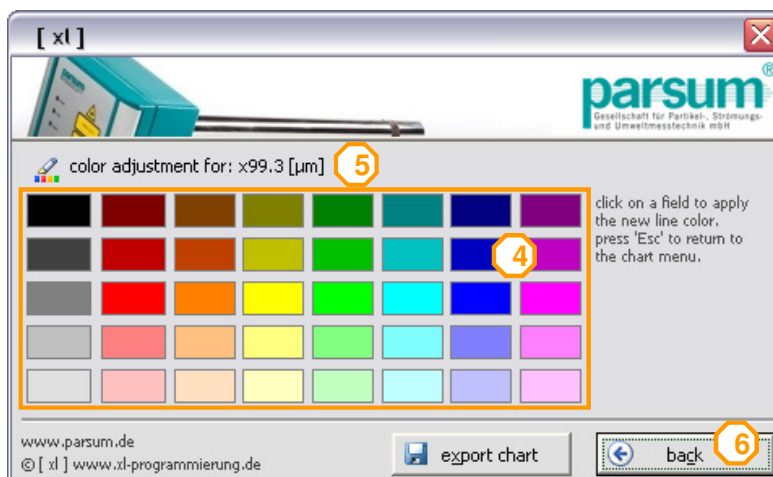 [ xl ]
parsum®
Gesellschaft für Partikel-, Strömungs-
und Umweltmesstechnik mbH
color adjustment for: x99.3 [µm]
5
click on a field to apply
the new line color.
press 'Esc' to return to
the chart menu.
4
www.parsum.de
© [ xl ] www.xl-programmierung.de
export chart
back
6